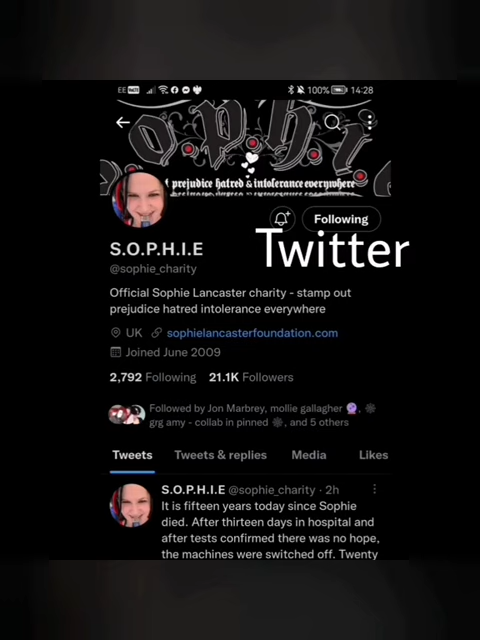 EE 100% 14:28
S.O.P.H.I.E
prejudice hatred & intolerance everywhere
Following
Twitter
S.O.P.H.I.E
@sophie_charity
Official Sophie Lancaster charity - stamp out
prejudice hatred intolerance everywhere
UK sophielancasterfoundation.com
Joined June 2009
2,792 Following 21.1K Followers
Followed by Jon Marbrey, mollie gallagher 🔮, 🕸
grg amy - collab in pinned 🕸, and 5 others
Tweets Tweets & replies Media Likes
S.O.P.H.I.E @sophie_charity · 2h
It is fifteen years today since Sophie
died. After thirteen days in hospital and
after tests confirmed there was no hope,
the machines were switched off. Twenty